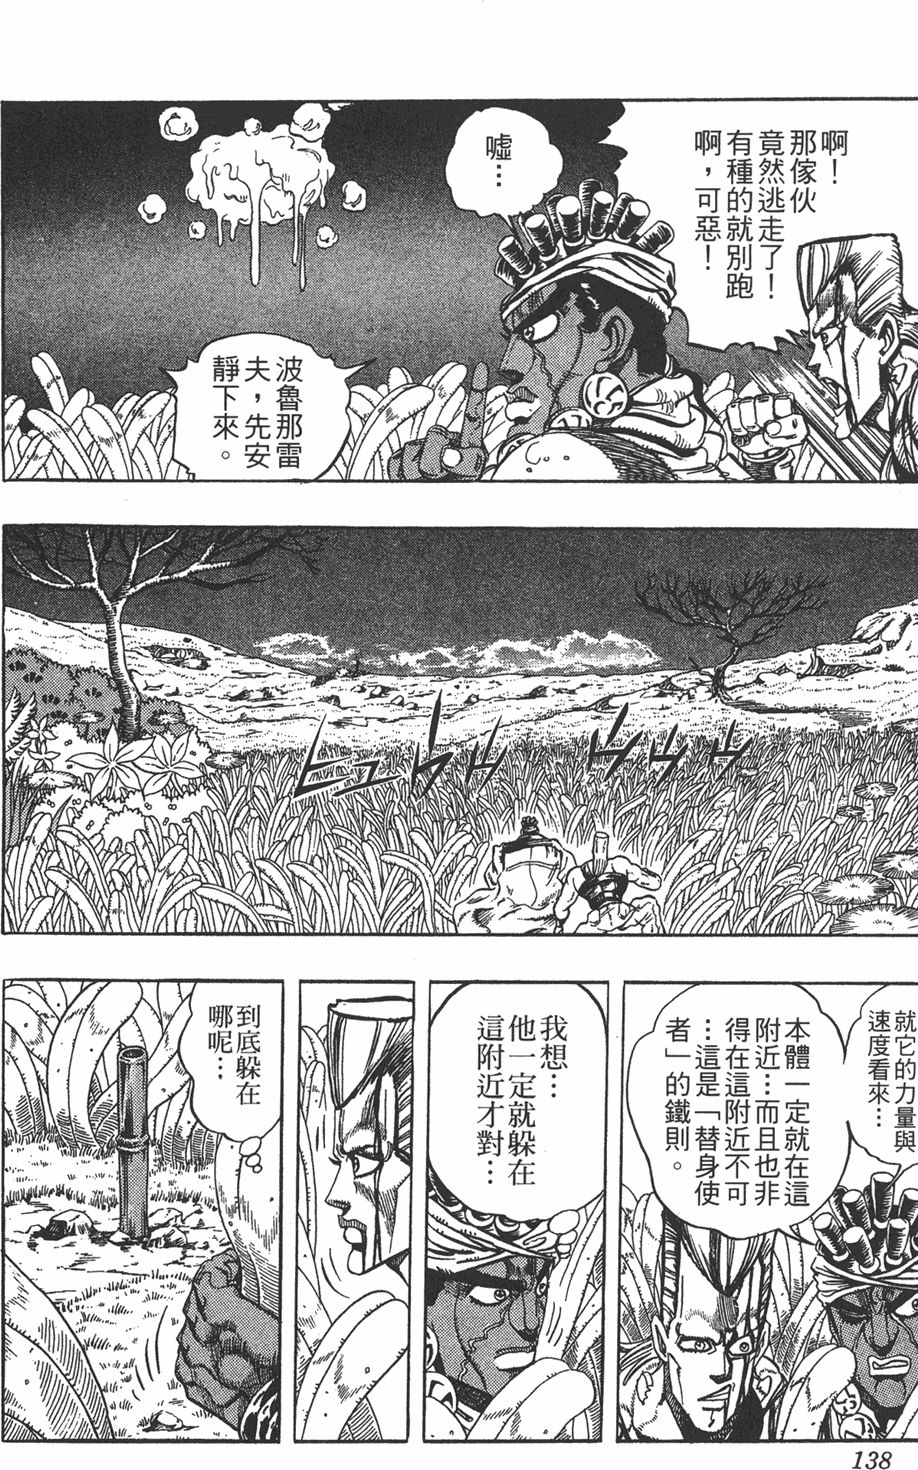 啊！
那傢伙
竟然逃走了！
有種的就別跑
啊，可惡！
噓…
波魯那雷
夫，先安
靜下來。
ヒュルルウウウ
就它的力量與
速度看來…
本體一定就在這
附近…而且也非
得在這附近不可
…這是「替身使
者」的鐵則。
我想…
他一定就躲在
這附近才對…
到底躲在
哪呢…
138